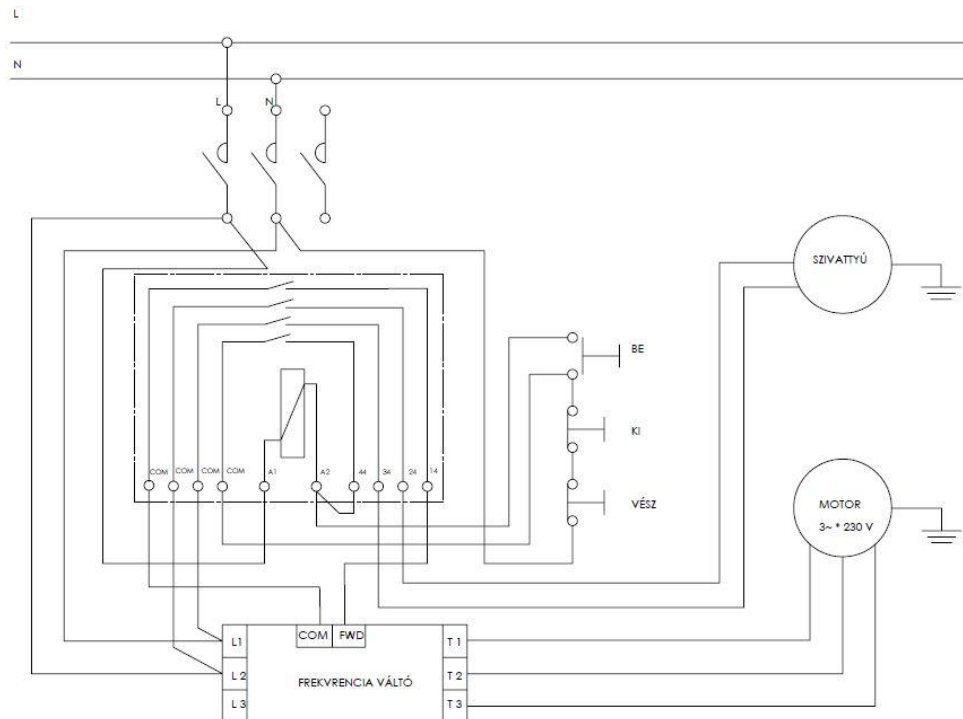 L
N
L N
SZIVATTYÚ
BE
KI
VÉSZ
COM COM COM COM A1 A2 44 34 24 14
MOTOR
3~ * 230 V
COM FWD
L1 T 1
L 2 T 2
FREKVRENCIA VÁLTÓ
L 3 T 3